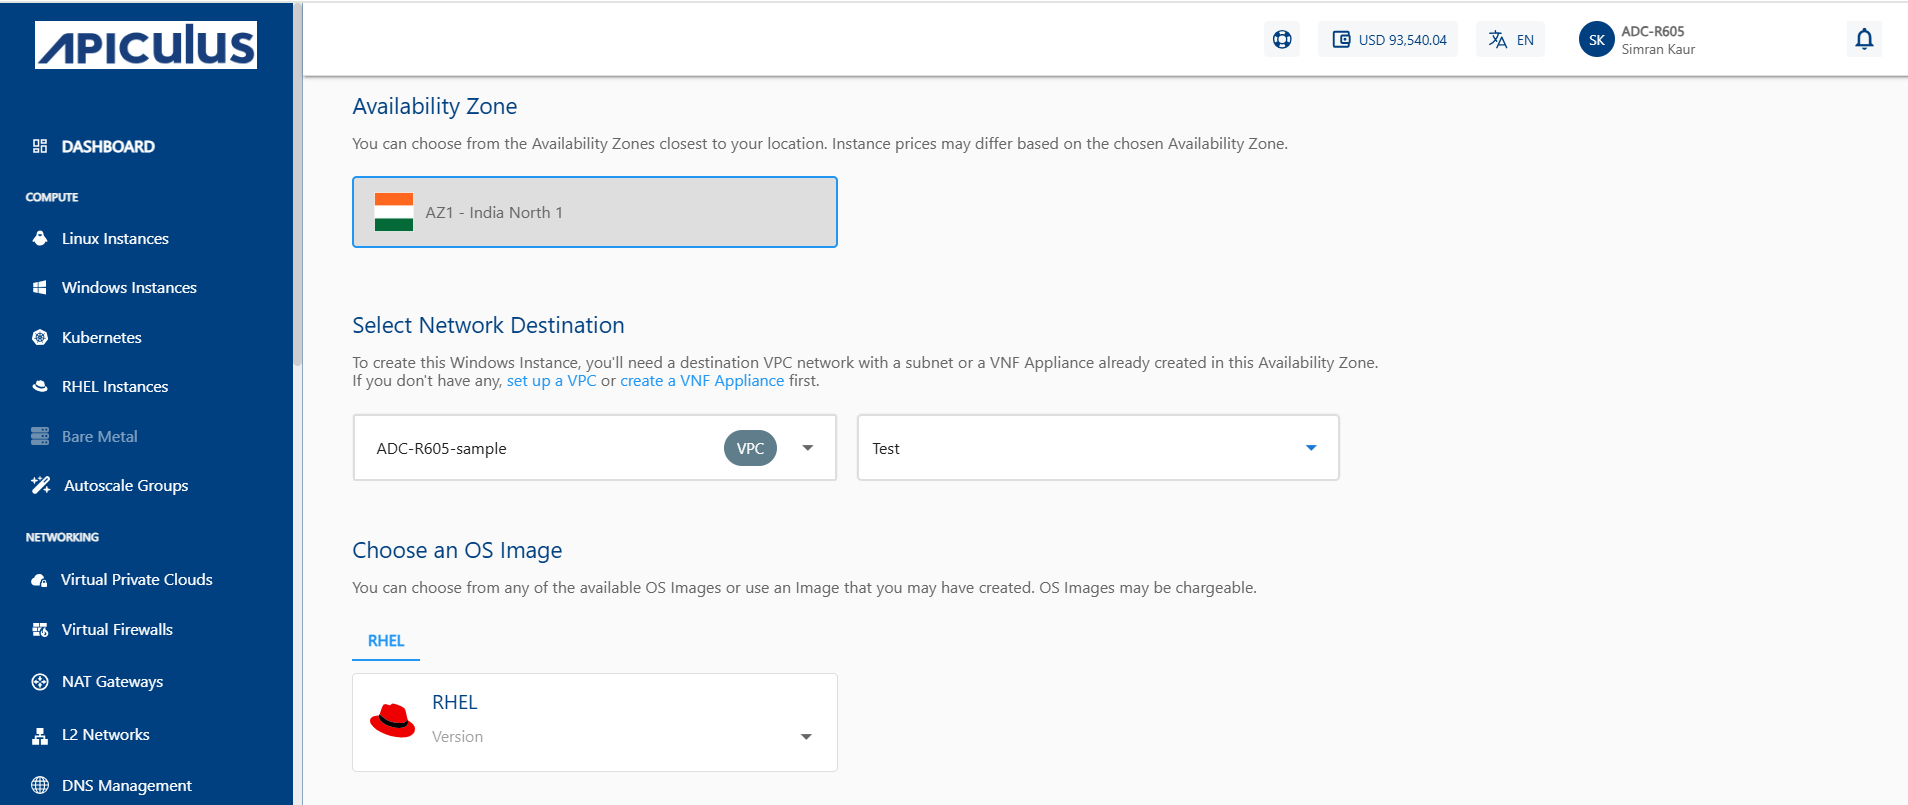 APICULUS
USD 93,540.04
EN
SK
ADC-R605
Simran Kaur
DASHBOARD
COMPUTE
Linux Instances
Windows Instances
Kubernetes
RHEL Instances
Bare Metal
Autoscale Groups
NETWORKING
Virtual Private Clouds
Virtual Firewalls
NAT Gateways
L2 Networks
DNS Management
Availability Zone
You can choose from the Availability Zones closest to your location. Instance prices may differ based on the chosen Availability Zone.
AZ1 - India North 1
Select Network Destination
To create this Windows Instance, you'll need a destination VPC network with a subnet or a VNF Appliance already created in this Availability Zone.
If you don't have any, set up a VPC or create a VNF Appliance first.
ADC-R605-sample
VPC
Test
Choose an OS Image
You can choose from any of the available OS Images or use an Image that you may have created. OS Images may be chargeable.
RHEL
RHEL
Version